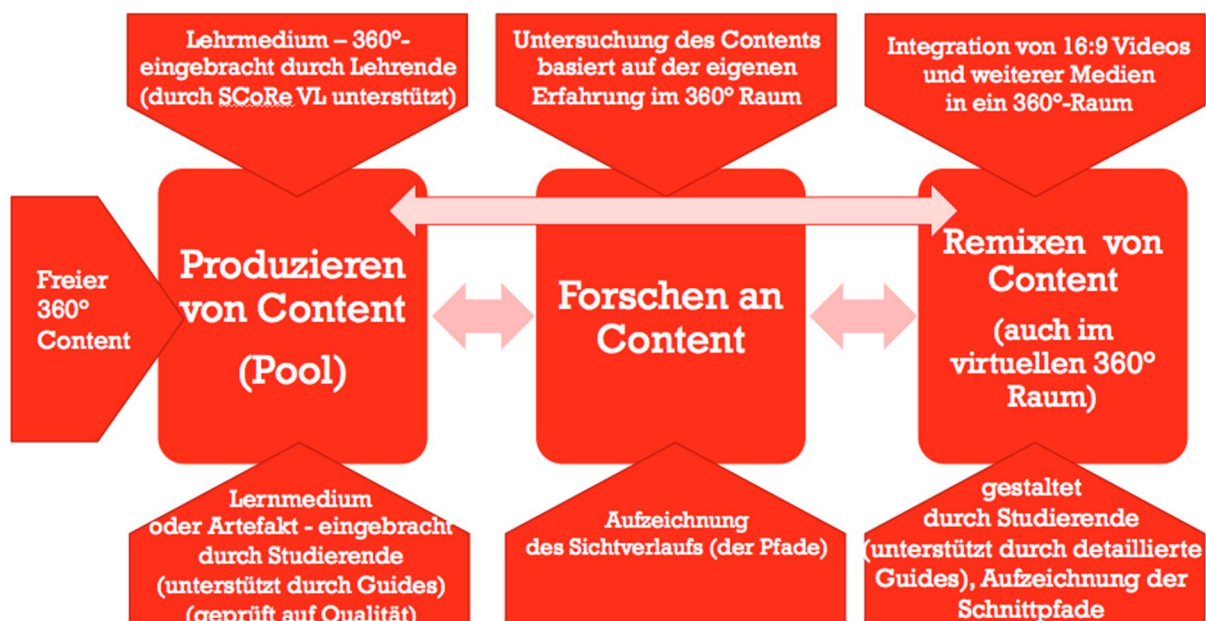 Lehrmedium – 360°-
eingebracht durch Lehrende
(durch SCoRe VL unterstützt)
Untersuchung des Contents
basiert auf der eigenen
Erfahrung im 360° Raum
Integration von 16:9 Videos
und weiterer Medien
in ein 360°-Raum
Freier
360°
Content
Produzieren
von Content
(Pool)
Forschen an
Content
Remixen von
Content
(auch im
virtuellen 360°
Raum)
Lernmedium
oder Artefakt - eingebracht
durch Studierende
(unterstützt durch Guides)
(geprüft auf Qualität)
Aufzeichnung
des Sichtverlaufs (der Pfade)
gestaltet
durch Studierende
(unterstützt durch detaillierte
Guides), Aufzeichnung der
Schnittpfade